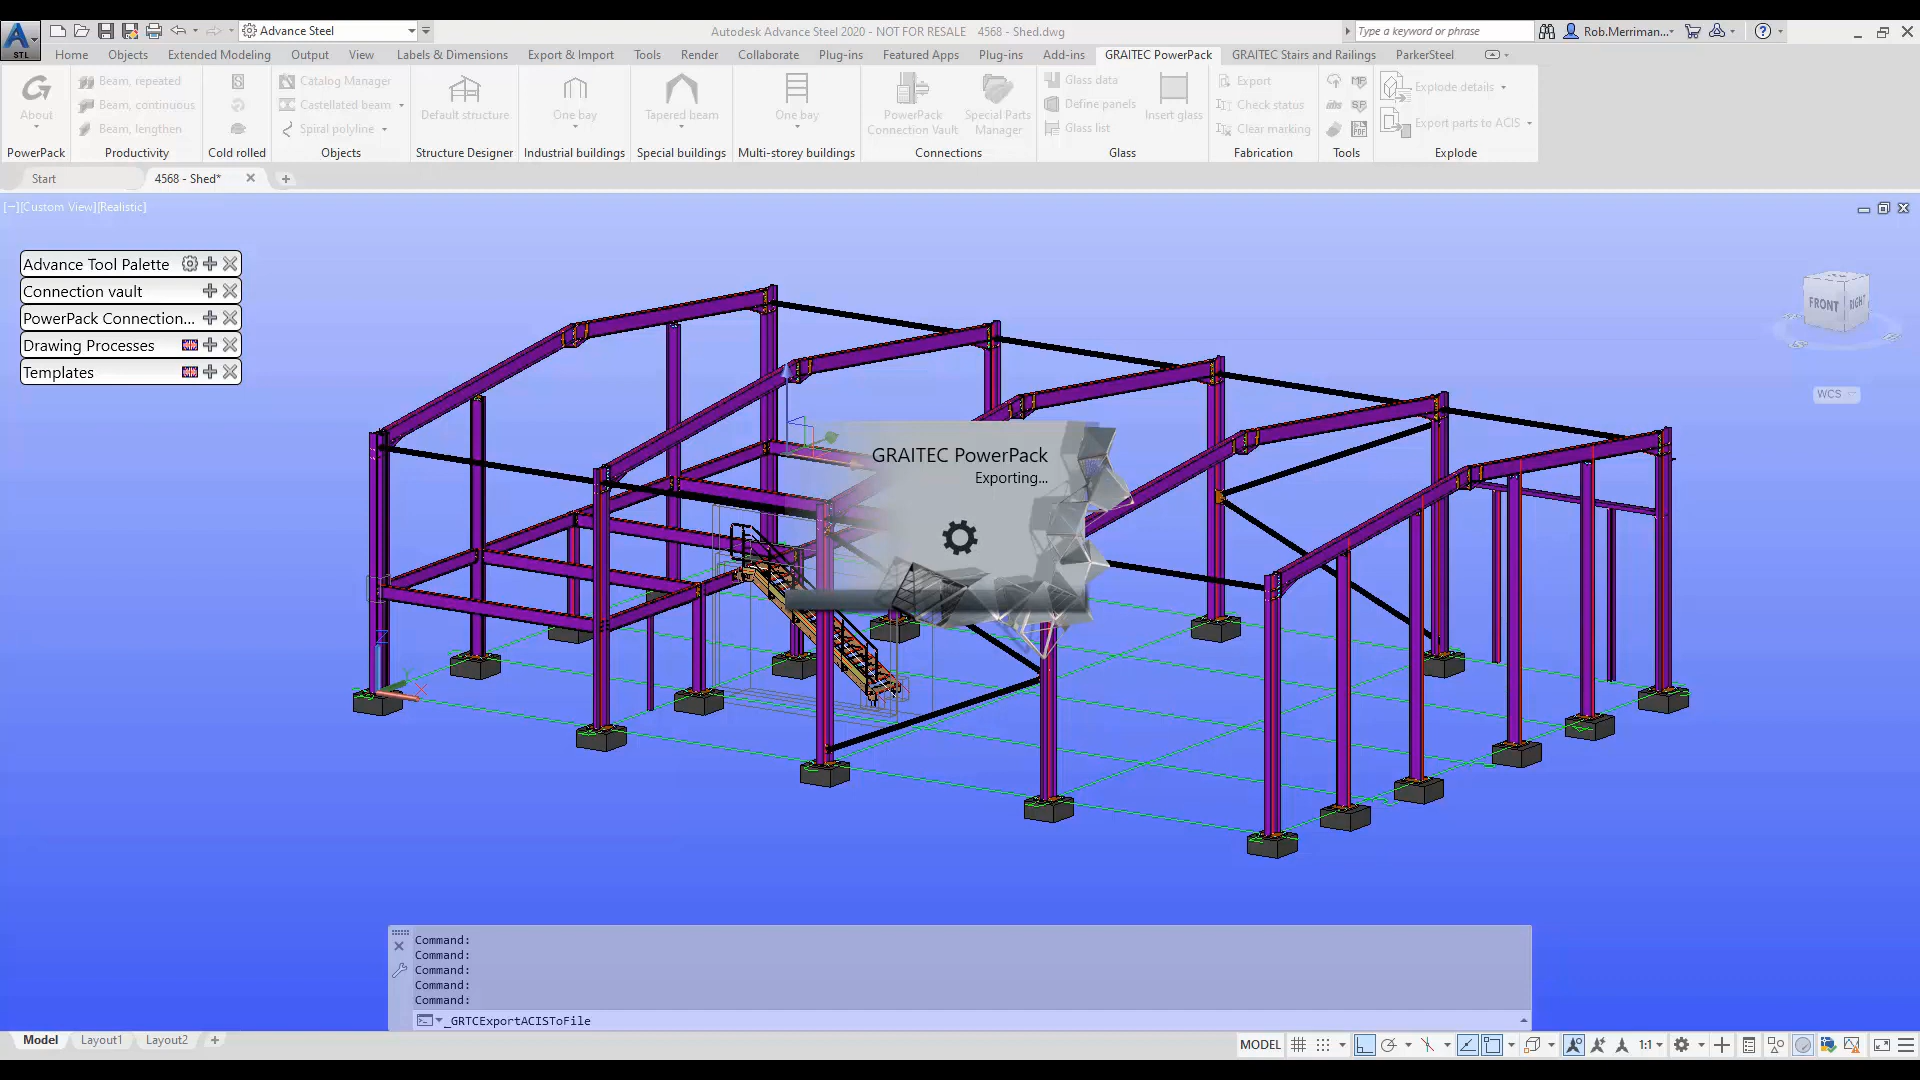 STL
Advance Steel
Autodesk Advance Steel 2020 - NOT FOR RESALE 4568 - Shed.dwg
Type a keyword or phrase
Rob.Merriman...
Home Objects Extended Modeling Output View Labels & Dimensions Export & Import Tools Render Collaborate Plug-ins Featured Apps Plug-ins Add-ins GRAITEC PowerPack GRAITEC Stairs and Railings ParkerSteel
Beam, repeated
Beam, continuous
Beam, lengthen
Catalog Manager
Castellated beam
Spiral polyline
About
Default structure
One bay
Tapered beam
One bay
PowerPack
Connection Vault
Special Parts
Manager
Glass data
Define panels
Glass list
Insert glass
Export
Check status
Clear marking
Explode details
Export parts to ACIS
PowerPack Productivity Cold rolled Objects Structure Designer Industrial buildings Special buildings Multi-storey buildings Connections Glass Fabrication Tools Explode
Start
4568 - Shed*
[−][Custom View][Realistic]
Advance Tool Palette
Connection vault
PowerPack Connection...
Drawing Processes
Templates
FRONT
RIGHT
WCS
GRAITEC PowerPack
Exporting...
Z
Y
X
Command:
Command:
Command:
Command:
Command:
_GRTCExportACISToFile
Model Layout1 Layout2
MODEL
1:1